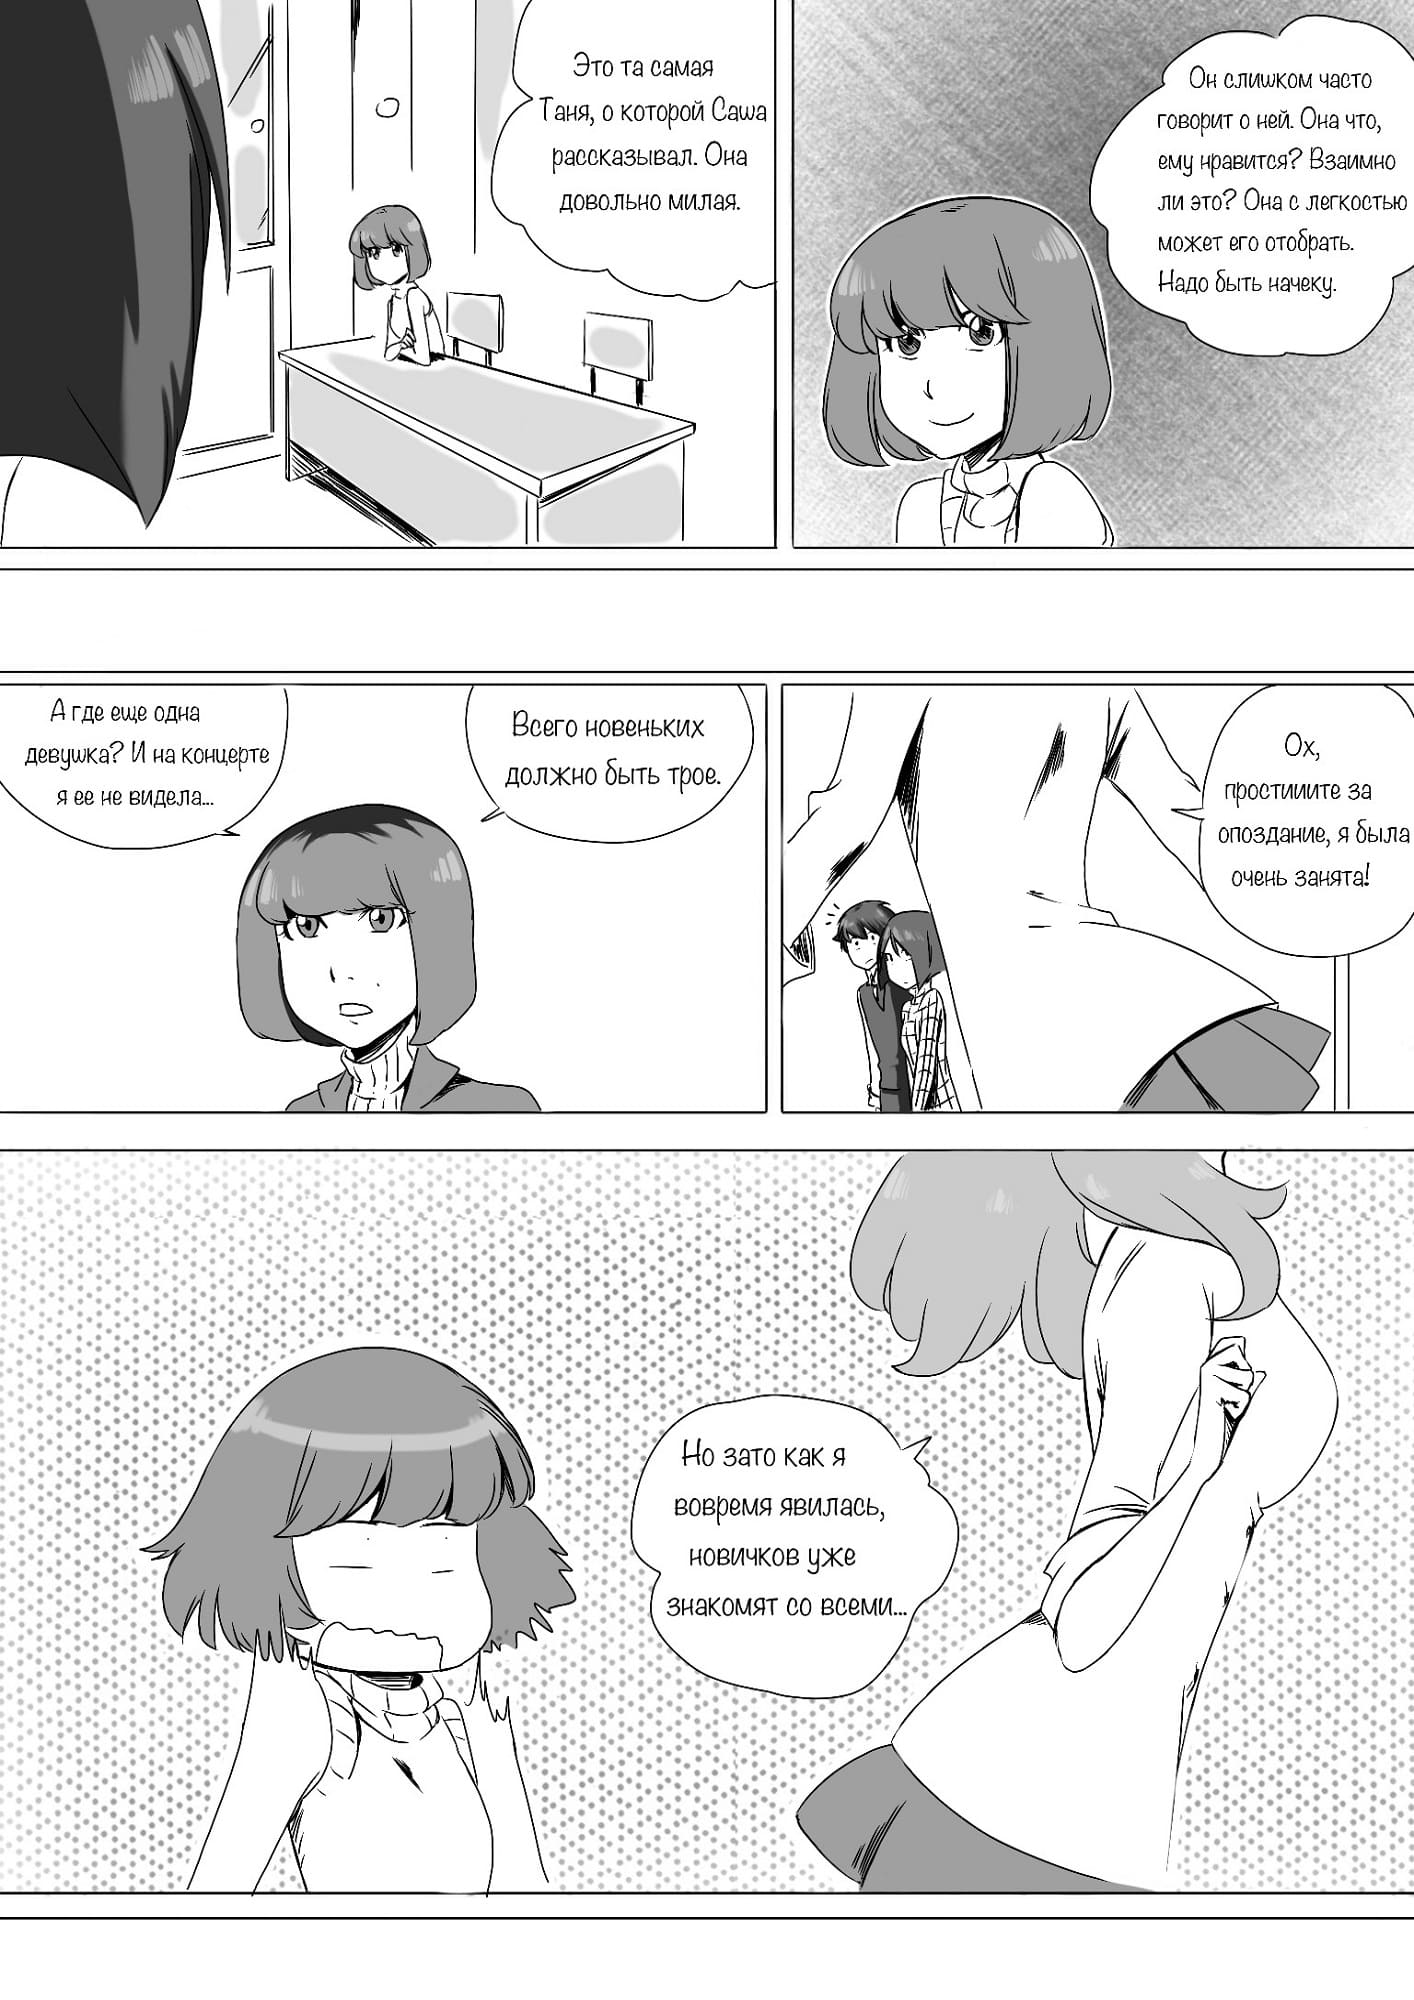 Это та самая
Таня, о которой Саша
рассказывал. Она
довольно милая.
Он слишком часто
говорит о ней. Она что,
ему нравится? Взаимно
ли это? Она с легкостью
может его отобрать.
Надо быть начеку.
А где еще одна
девушка? И на концерте
я ее не видела...
Всего новеньких
должно быть трое.
Ох,
простииите за
опоздание, я была
очень занята!
Но зато как я
вовремя явилась,
новичков уже
знакомят со всеми...